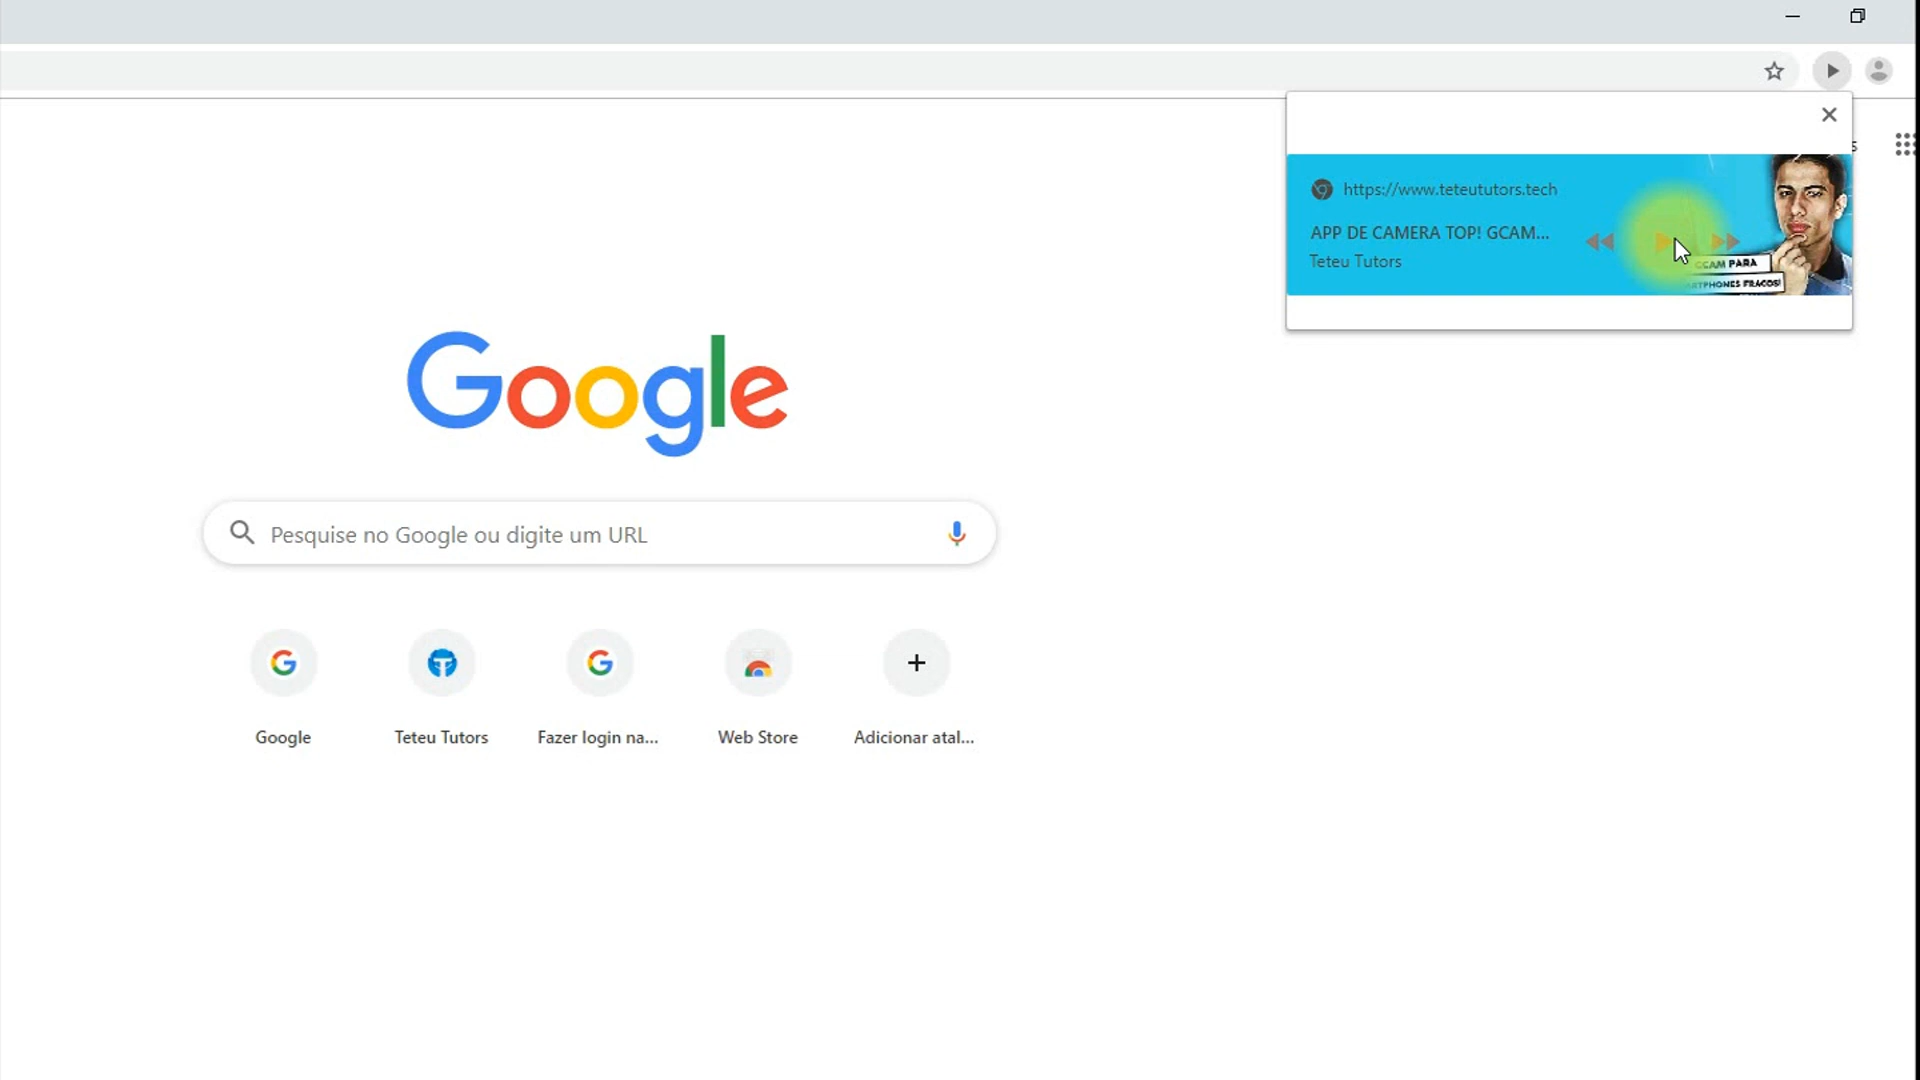 https://www.teteututors.tech
APP DE CAMERA TOP! GCAM...
Teteu Tutors
GCAM PARA
FRACOS!
Google
Pesquise no Google ou digite um URL
Google
Teteu Tutors
Fazer login na...
Web Store
Adicionar atal...